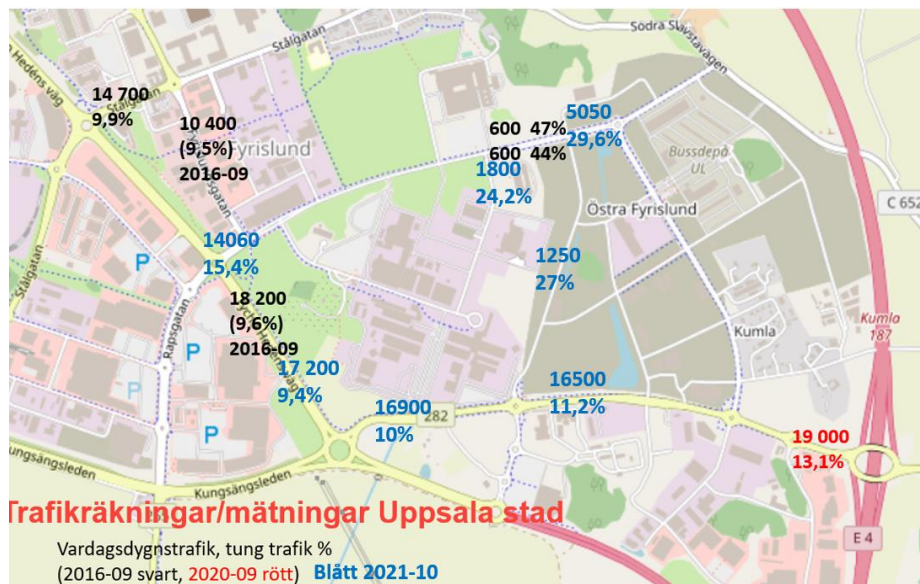 Stålgatan
Södra Slavstavägen
Hedéns väg
14 700
9,9%
Stålgatan
10 400
(9,5%)
2016-09
Fyrislund
600 47%
600 44%
5050
29,6%
1800
24,2%
Bussdepå
UL
C 652
Östra Fyrislund
14060
15,4%
1250
27%
Stålgatan
P
18 200
(9,6%)
2016-09
Rapsgatan
P
P
Kumla
187
Kumla
17 200
9,4%
16900
10%
282
16500
11,2%
P
19 000
13,1%
Kungsängsleden
Kungsängsleden
E 4
Trafikräkningar/mätningar Uppsala stad
Vardagsdygnstrafik, tung trafik %
(2016-09 svart, 2020-09 rött) Blått 2021-10